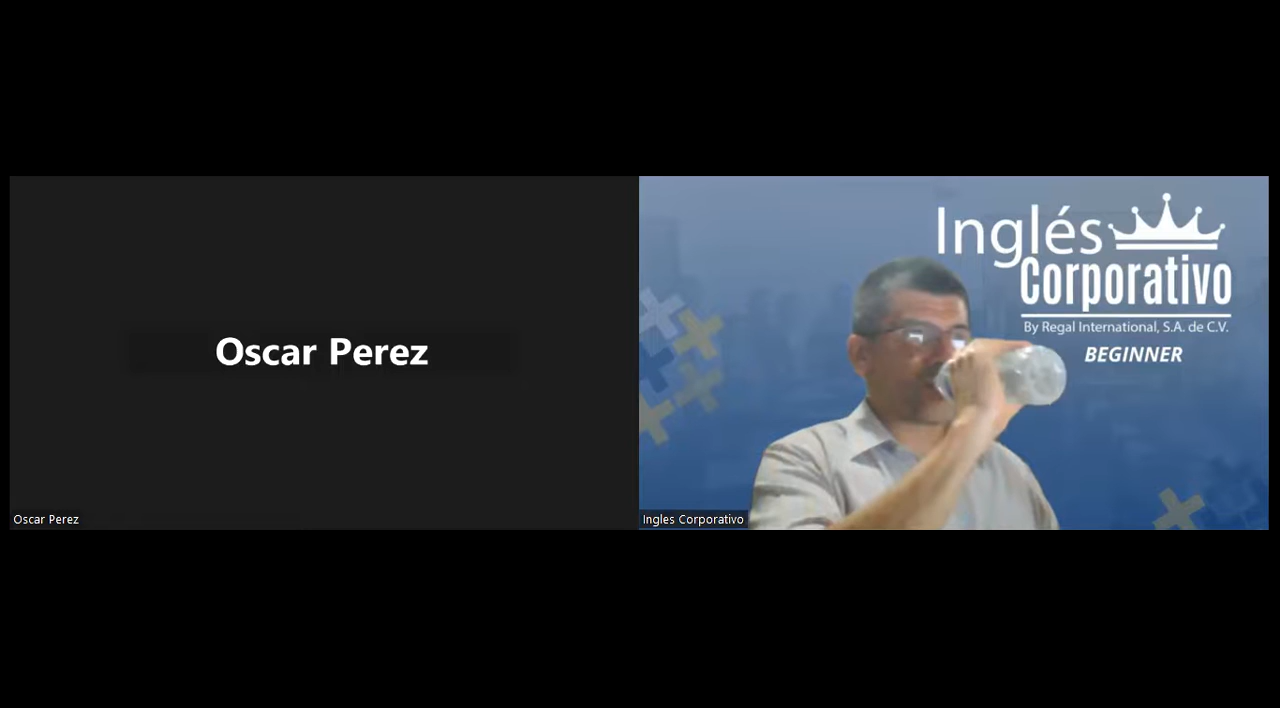 Oscar Perez
Oscar Perez
Inglés
Corporativo
By Regal International, S.A. de C.V.
BEGINNER
Ingles Corporativo